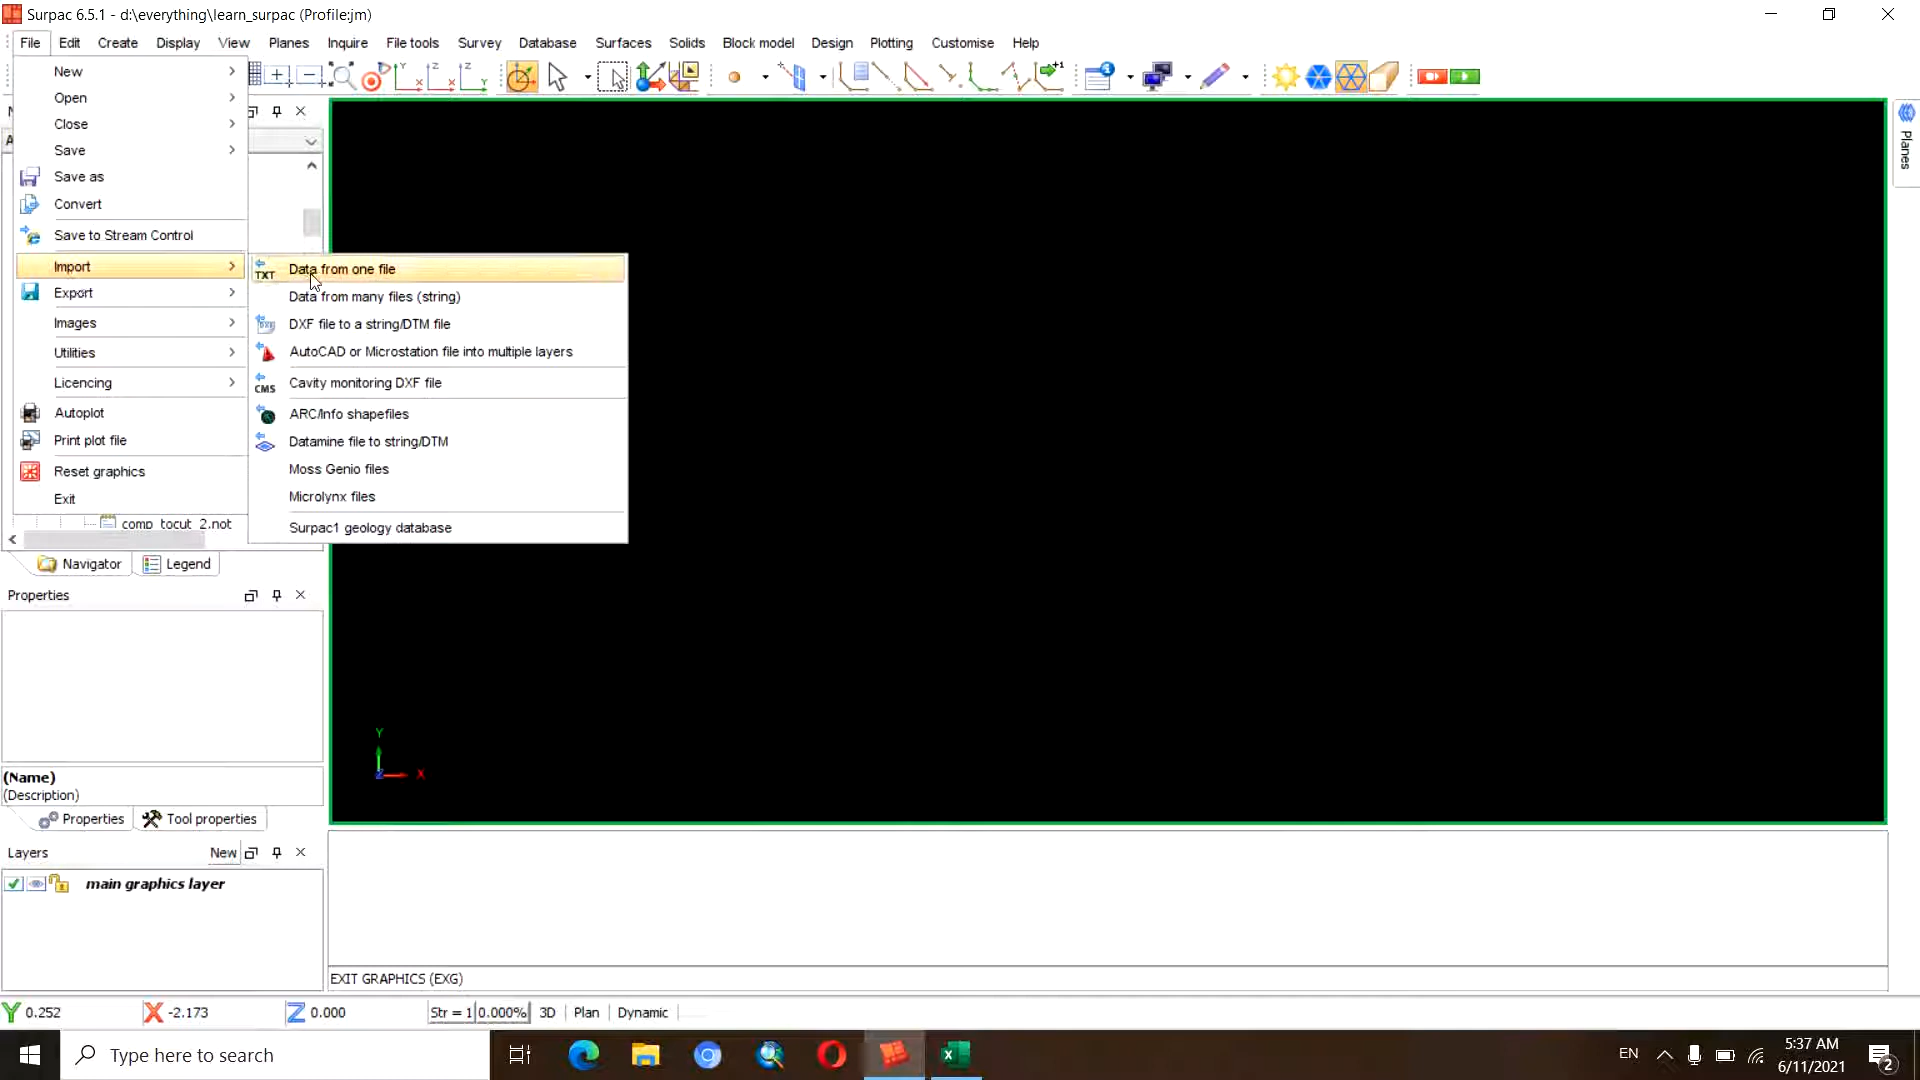 Surpac 6.5.1 - d:\everything\learn_surpac (Profile:jm)
File Edit Create Display View Planes Inquire File tools Survey Database Surfaces Solids Block model Design Plotting Customise Help
New
Open
Close
Save
Save as
Convert
Save to Stream Control
Import
Export
Images
Utilities
Licencing
Autoplot
Print plot file
Reset graphics
Exit
TXT Data from one file
Data from many files (string)
DXF file to a string/DTM file
AutoCAD or Microstation file into multiple layers
CMS Cavity monitoring DXF file
ARC/Info shapefiles
Datamine file to string/DTM
Moss Genio files
Microlynx files
Surpac1 geology database
comp_tocut_2.not
Navigator Legend
Properties
(Name)
(Description)
Properties Tool properties
Layers New
main graphics layer
Planes
Y
Z X
EXIT GRAPHICS (EXG)
Y 0.252 X -2.173 Z 0.000 Str = 1 0.000% 3D Plan Dynamic
Type here to search
EN
5:37 AM
6/11/2021
2